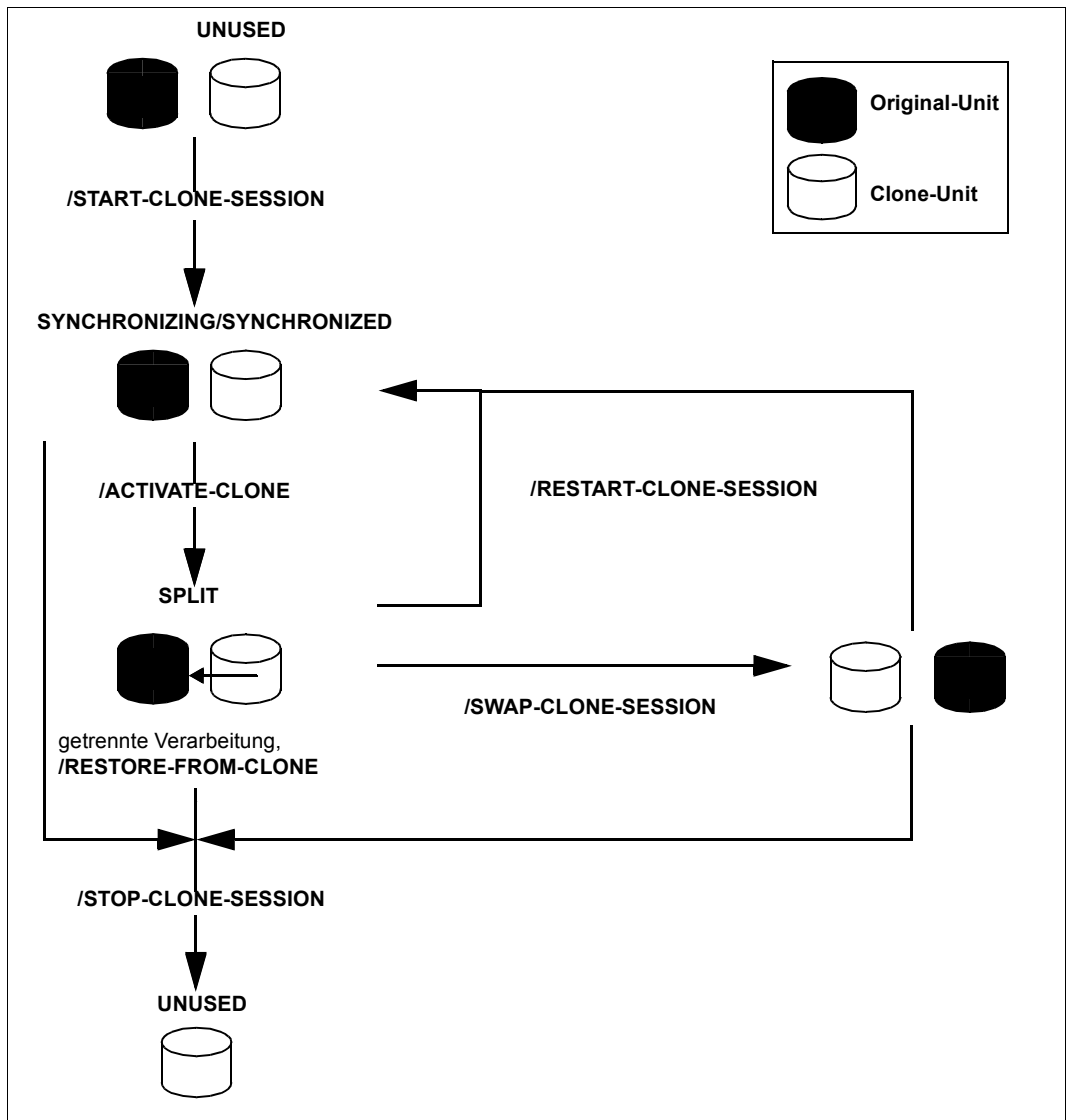 UNUSED
Original-Unit
Clone-Unit
/START-CLONE-SESSION
SYNCHRONIZING/SYNCHRONIZED
/ACTIVATE-CLONE
/RESTART-CLONE-SESSION
SPLIT
/SWAP-CLONE-SESSION
getrennte Verarbeitung,
/RESTORE-FROM-CLONE
/STOP-CLONE-SESSION
UNUSED